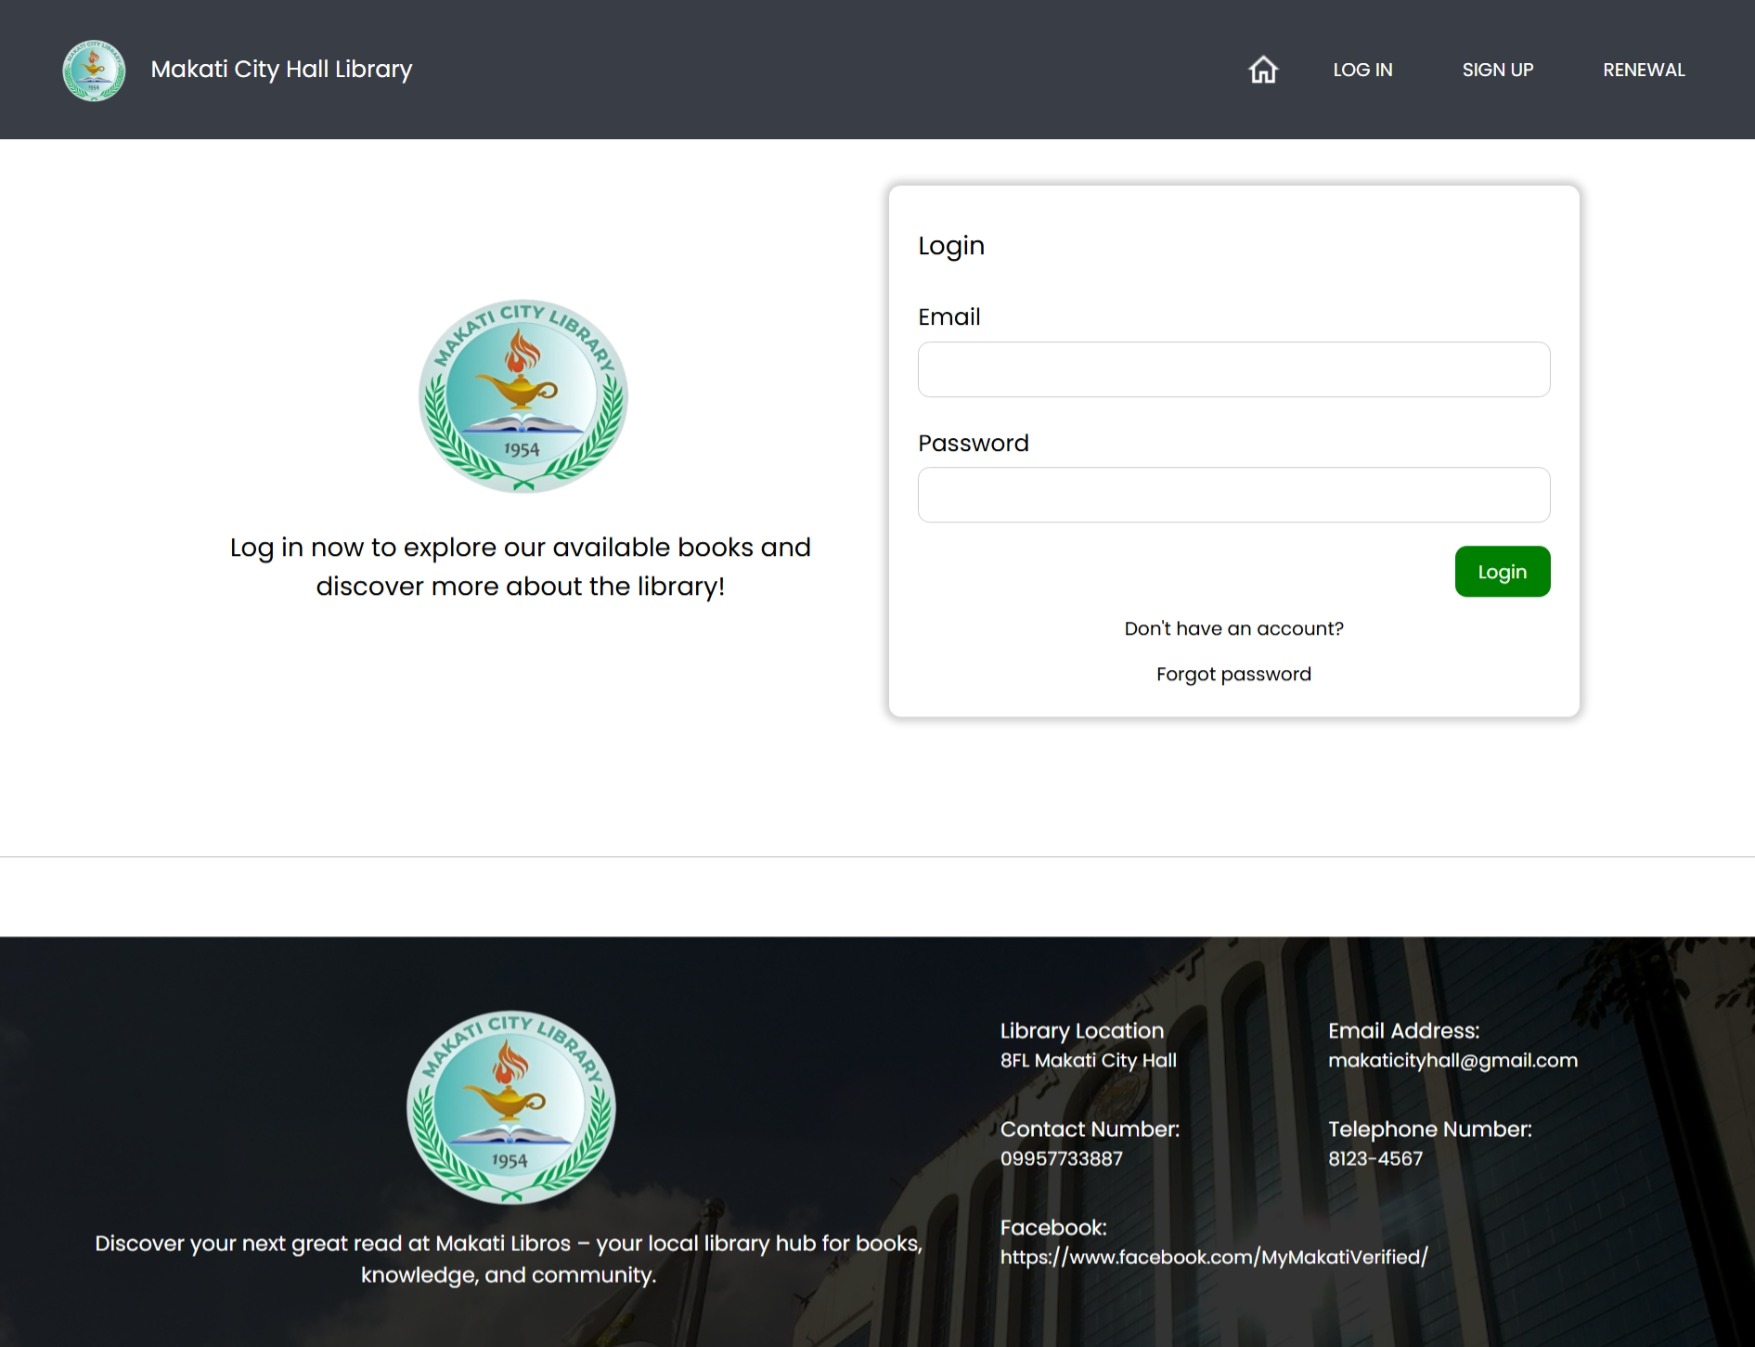 Makati City Hall Library
LOG IN
SIGN UP
RENEWAL
MAKATI CITY LIBRARY
1954
Log in now to explore our available books and
discover more about the library!
Login
Email
Password
Login
Don't have an account?
Forgot password
MAKATI CITY LIBRARY
1954
Discover your next great read at Makati Libros – your local library hub for books,
knowledge, and community.
Library Location
8FL Makati City Hall
Email Address:
makaticityhall@gmail.com
Contact Number:
09957733887
Telephone Number:
8123-4567
Facebook:
https://www.facebook.com/MyMakatiVerified/